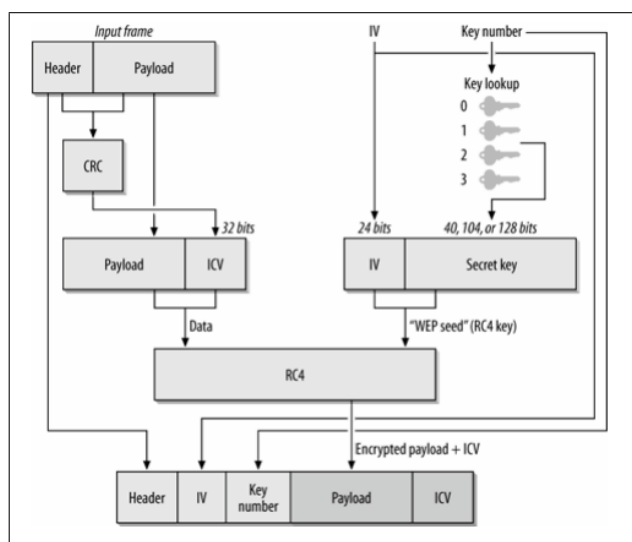 Input frame
IV
Key number
Header
Payload
Key lookup
0
1
2
3
CRC
32 bits
24 bits
40, 104, or 128 bits
Payload
ICV
IV
Secret key
Data
“WEP seed” (RC4 key)
RC4
Encrypted payload + ICV
Header
IV
Key
number
Payload
ICV